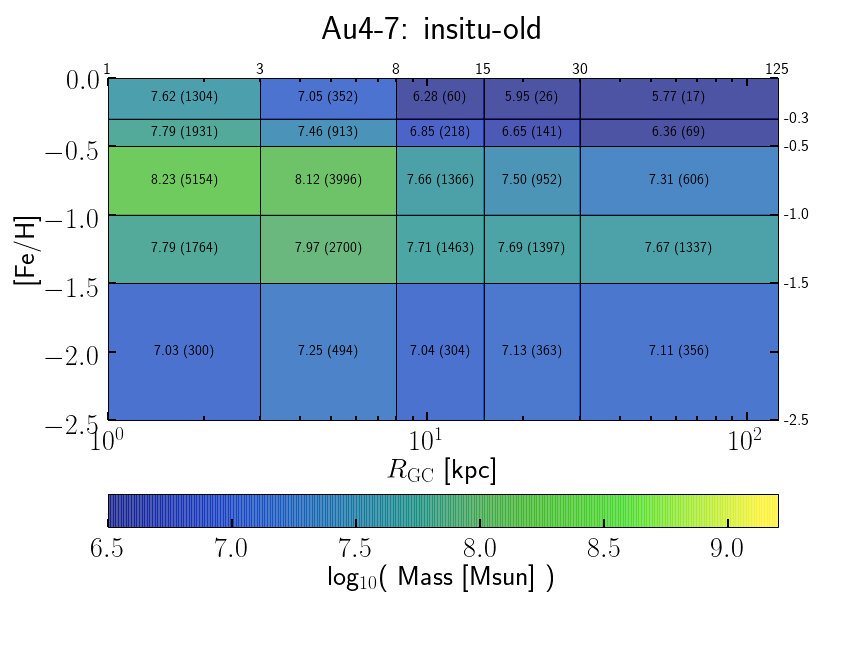 Au4-7: insitu-old
1 3 8 15 30 125
0.0 7.62 (1304) 7.05 (352) 6.28 (60) 5.95 (26) 5.77 (17)
-0.3
7.79 (1931) 7.46 (913) 6.85 (218) 6.65 (141) 6.36 (69)
−0.5 -0.5
8.23 (5154) 8.12 (3996) 7.66 (1366) 7.50 (952) 7.31 (606)
−1.0 -1.0
7.79 (1764) 7.97 (2700) 7.71 (1463) 7.69 (1397) 7.67 (1337)
[Fe/H]
−1.5 -1.5
7.03 (300) 7.25 (494) 7.04 (304) 7.13 (363) 7.11 (356)
−2.0
−2.5 -2.5
10⁰ 10¹ 10²
R_GC [kpc]
6.5 7.0 7.5 8.0 8.5 9.0
log₁₀( Mass [Msun] )